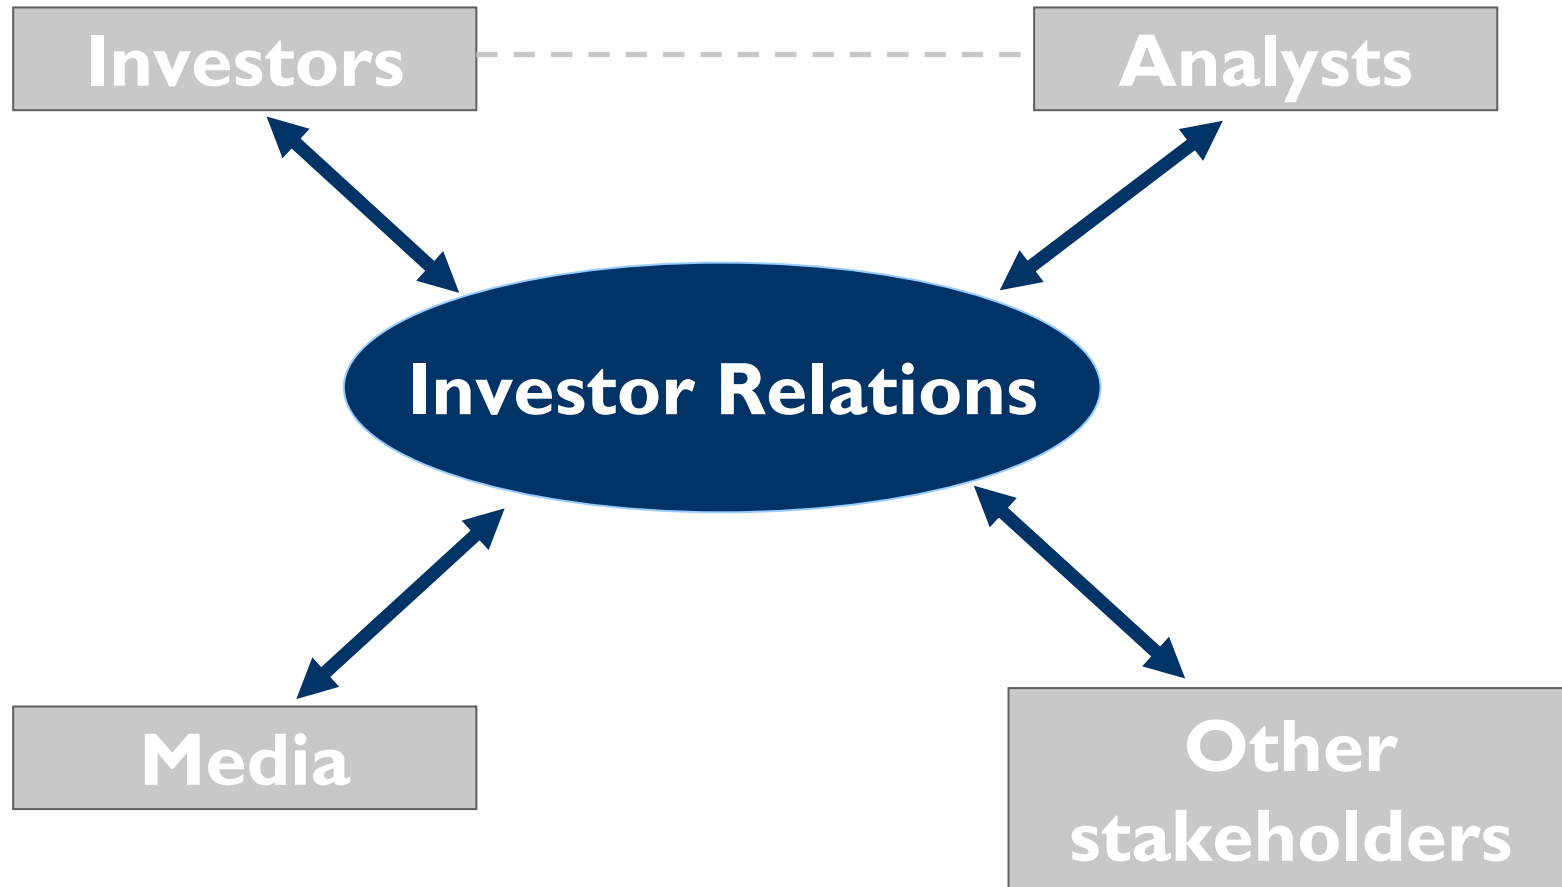 Investors
Analysts
Investor Relations
Media
Other
stakeholders